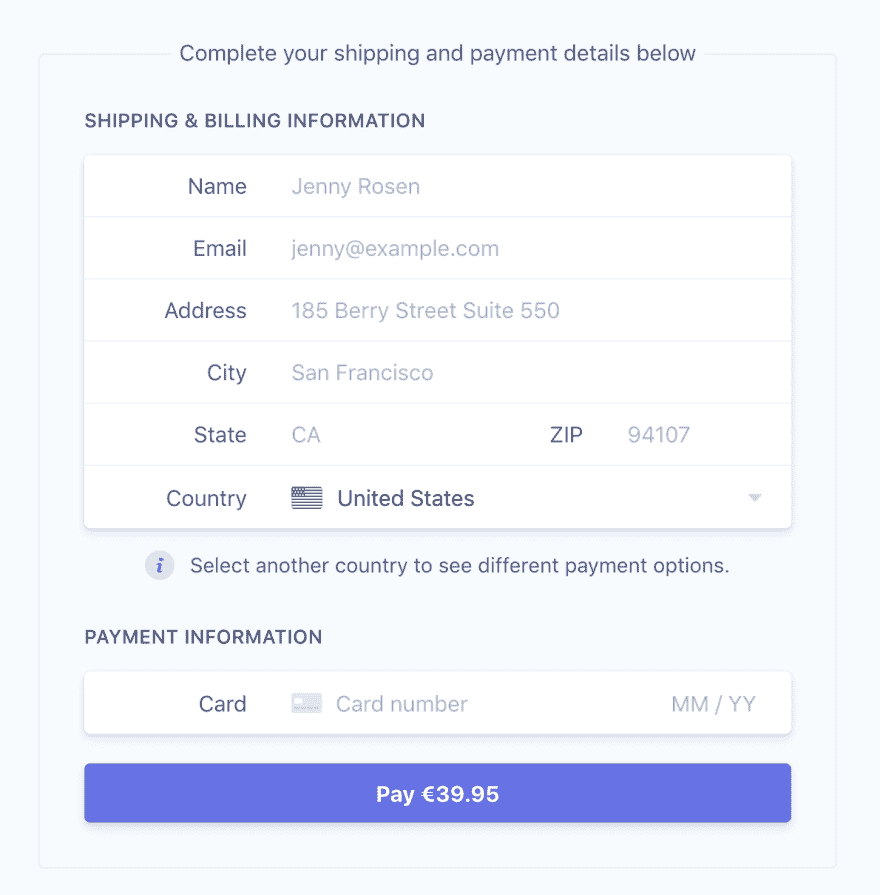 Complete your shipping and payment details below
SHIPPING & BILLING INFORMATION
Name Jenny Rosen
Email jenny@example.com
Address 185 Berry Street Suite 550
City San Francisco
State CA ZIP 94107
Country United States
i Select another country to see different payment options.
PAYMENT INFORMATION
Card Card number MM / YY
Pay €39.95